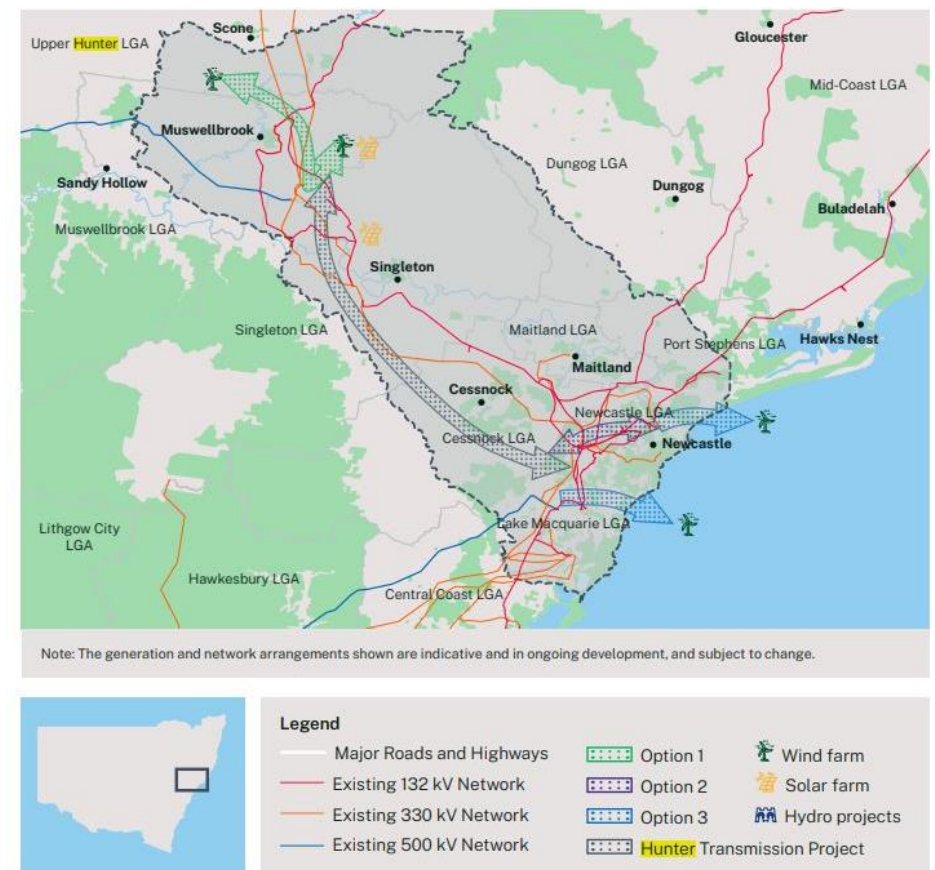 Scone
Upper Hunter LGA
Gloucester
Mid-Coast LGA
Muswellbrook
Dungog LGA
Sandy Hollow
Dungog
Buladelah
Muswellbrook LGA
Singleton
Singleton LGA
Maitland LGA
Port Stephens LGA
Hawks Nest
Maitland
Cessnock
Newcastle LGA
Cessnock LGA
Newcastle
Lake Macquarie LGA
Lithgow City
LGA
Hawkesbury LGA
Central Coast LGA
Note: The generation and network arrangements shown are indicative and in ongoing development, and subject to change.
Legend
Major Roads and Highways
Existing 132 kV Network
Existing 330 kV Network
Existing 500 kV Network
Option 1
Option 2
Option 3
Hunter Transmission Project
Wind farm
Solar farm
Hydro projects